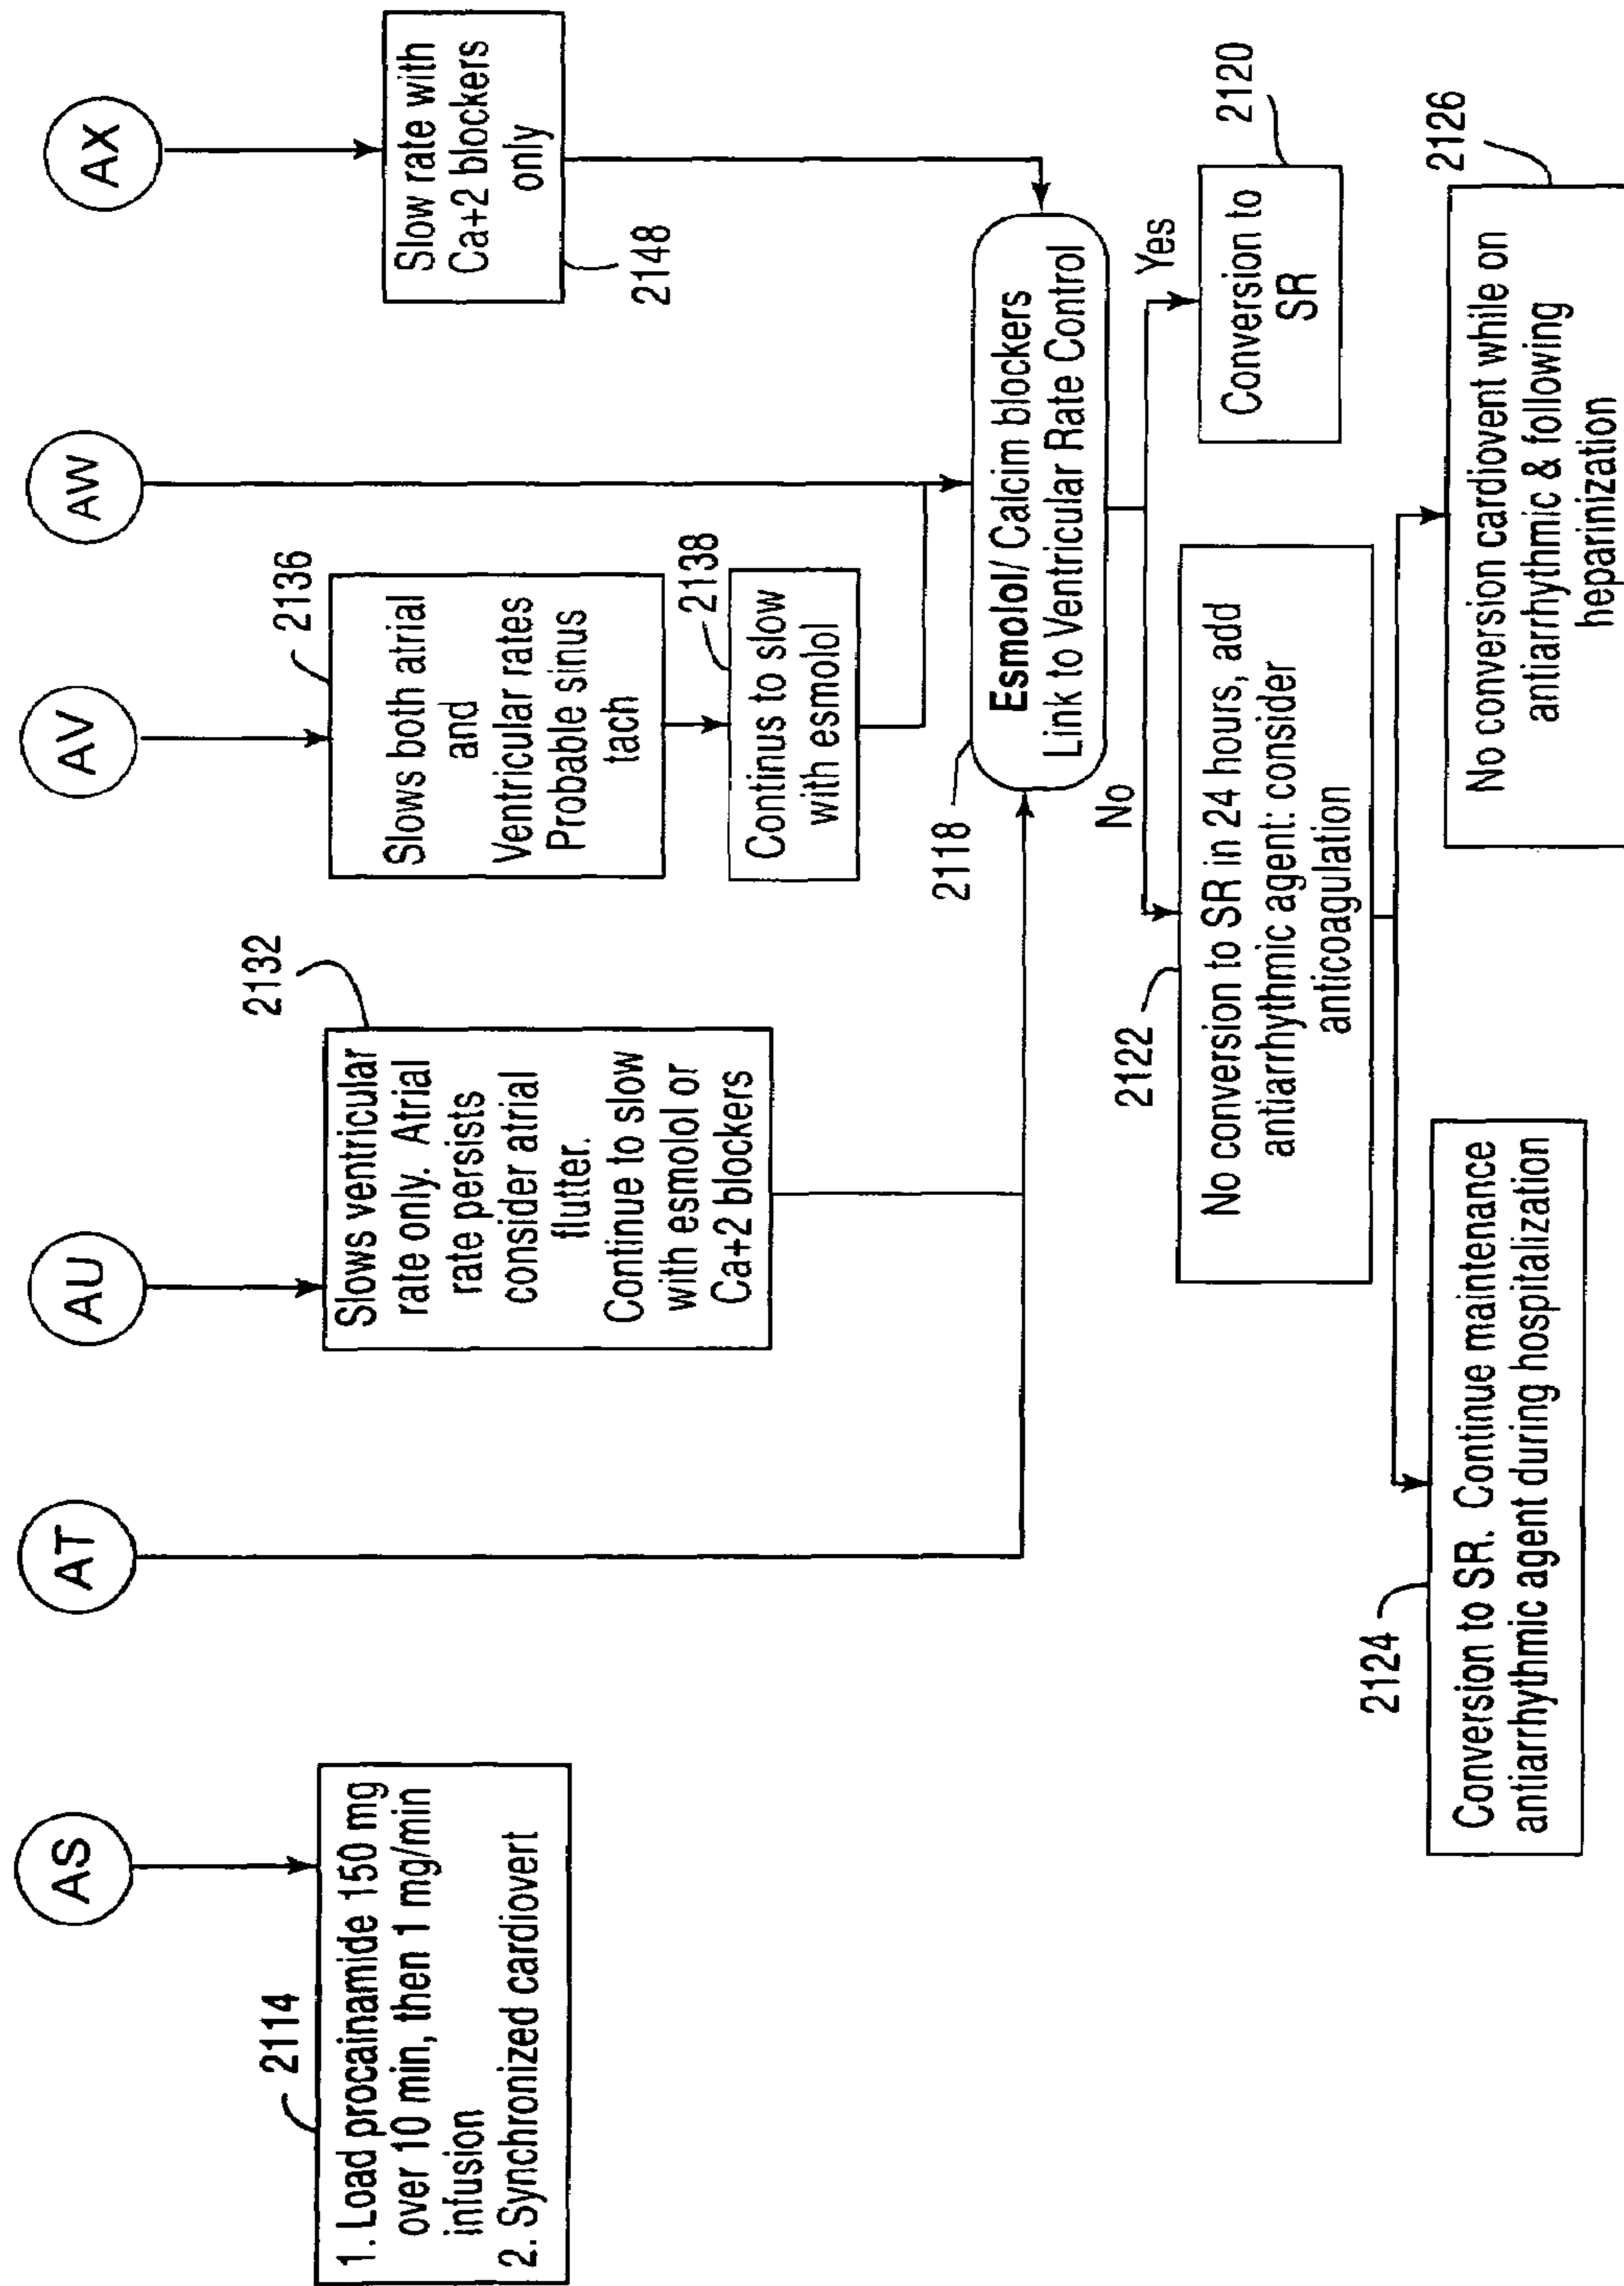 AS
AT
AU
AV
AW
AX
2114
1. Load procainamide 150 mg
over 10 min, then 1 mg/min
infusion
2. Synchronized cardiovert
2132
Slows ventricular
rate only. Atrial
rate persists
consider atrial
flutter.
Continue to slow
with esmolol or
Ca+2 blockers
2136
Slows both atrial
and
Ventricular rates
Probable sinus
tach
2138
Continus to slow
with esmolol
Slow rate with
Ca+2 blockers
only
2148
2118
Esmolol/ Calcim blockers
Link to Ventricular Rate Control
No
Yes
2122
No conversion to SR in 24 hours, add
antiarrhythmic agent: consider
anticoagulation
Conversion to
SR
2120
2124
Conversion to SR. Continue maintenance
antiarrhythmic agent during hospitalization
2126
No conversion cardiovent while on
antiarrhythmic & following
heparinization